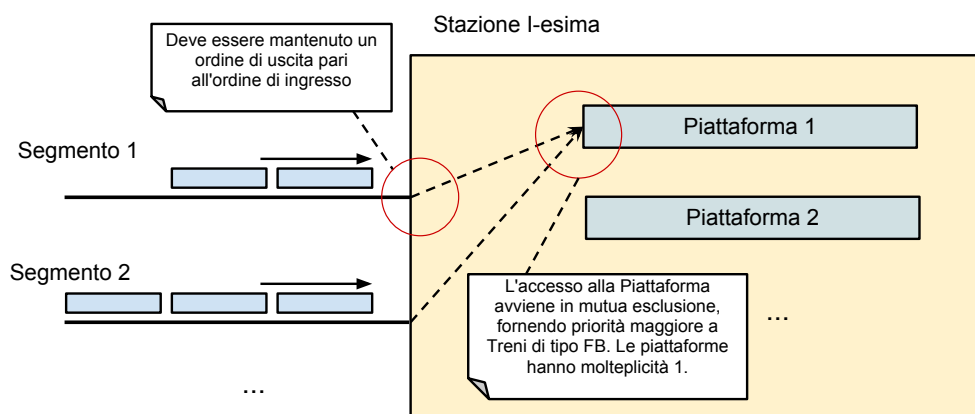 Stazione I-esima
Deve essere mantenuto un
ordine di uscita pari
all'ordine di ingresso
Piattaforma 1
Segmento 1
Piattaforma 2
Segmento 2
L'accesso alla Piattaforma
avviene in mutua esclusione,
fornendo priorità maggiore a
Treni di tipo FB. Le piattaforme
hanno molteplicità 1.
...
...